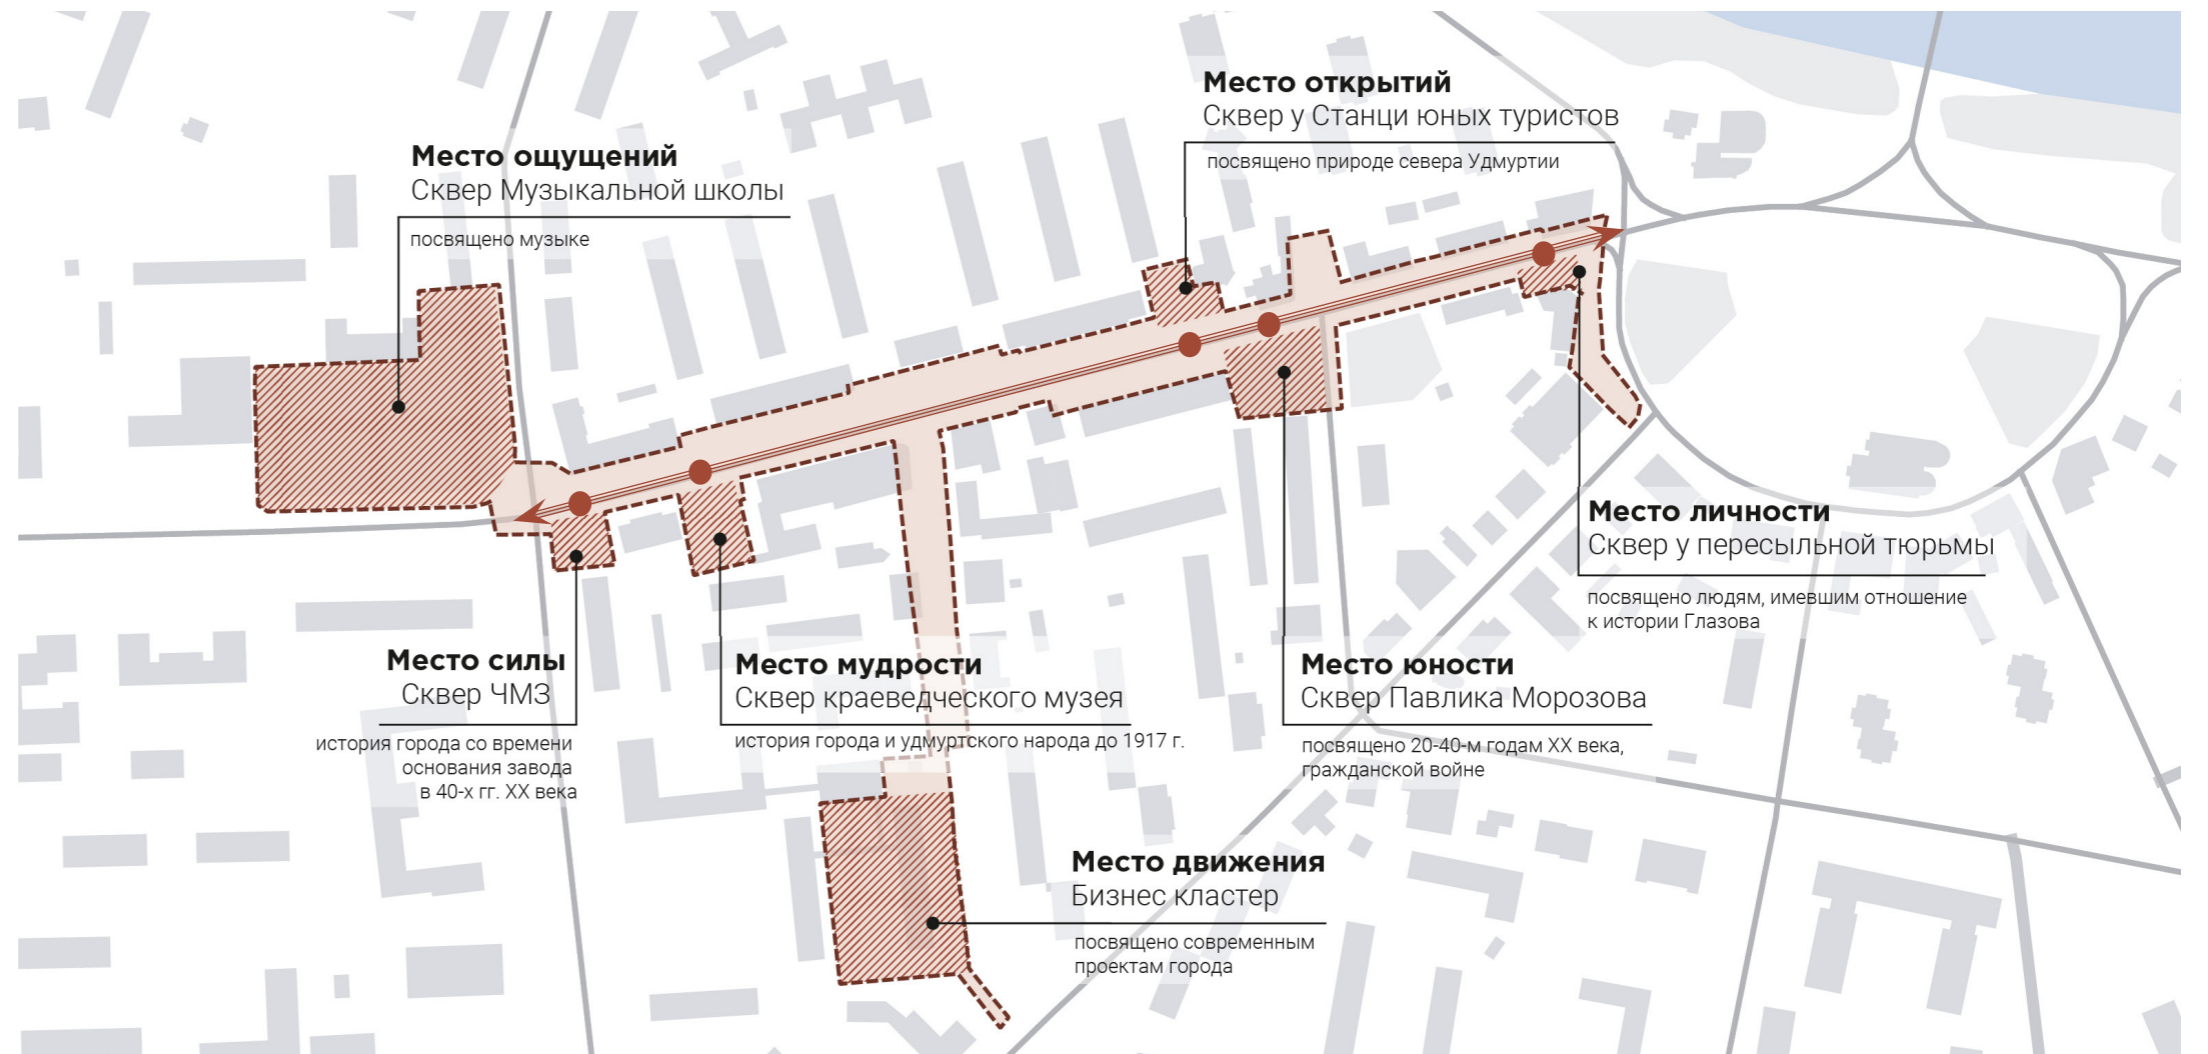 Место открытий
Сквер у Станци юных туристов
посвящено природе севера Удмуртии
Место ощущений
Сквер Музыкальной школы
посвящено музыке
Место личности
Сквер у пересыльной тюрьмы
посвящено людям, имевшим отношение
к истории Глазова
Место силы
Сквер ЧМЗ
история города со времени
основания завода
в 40-х гг. XX века
Место мудрости
Сквер краеведческого музея
история города и удмуртского народа до 1917 г.
Место юности
Сквер Павлика Морозова
посвящено 20-40-м годам XX века,
гражданской войне
Место движения
Бизнес кластер
посвящено современным
проектам города